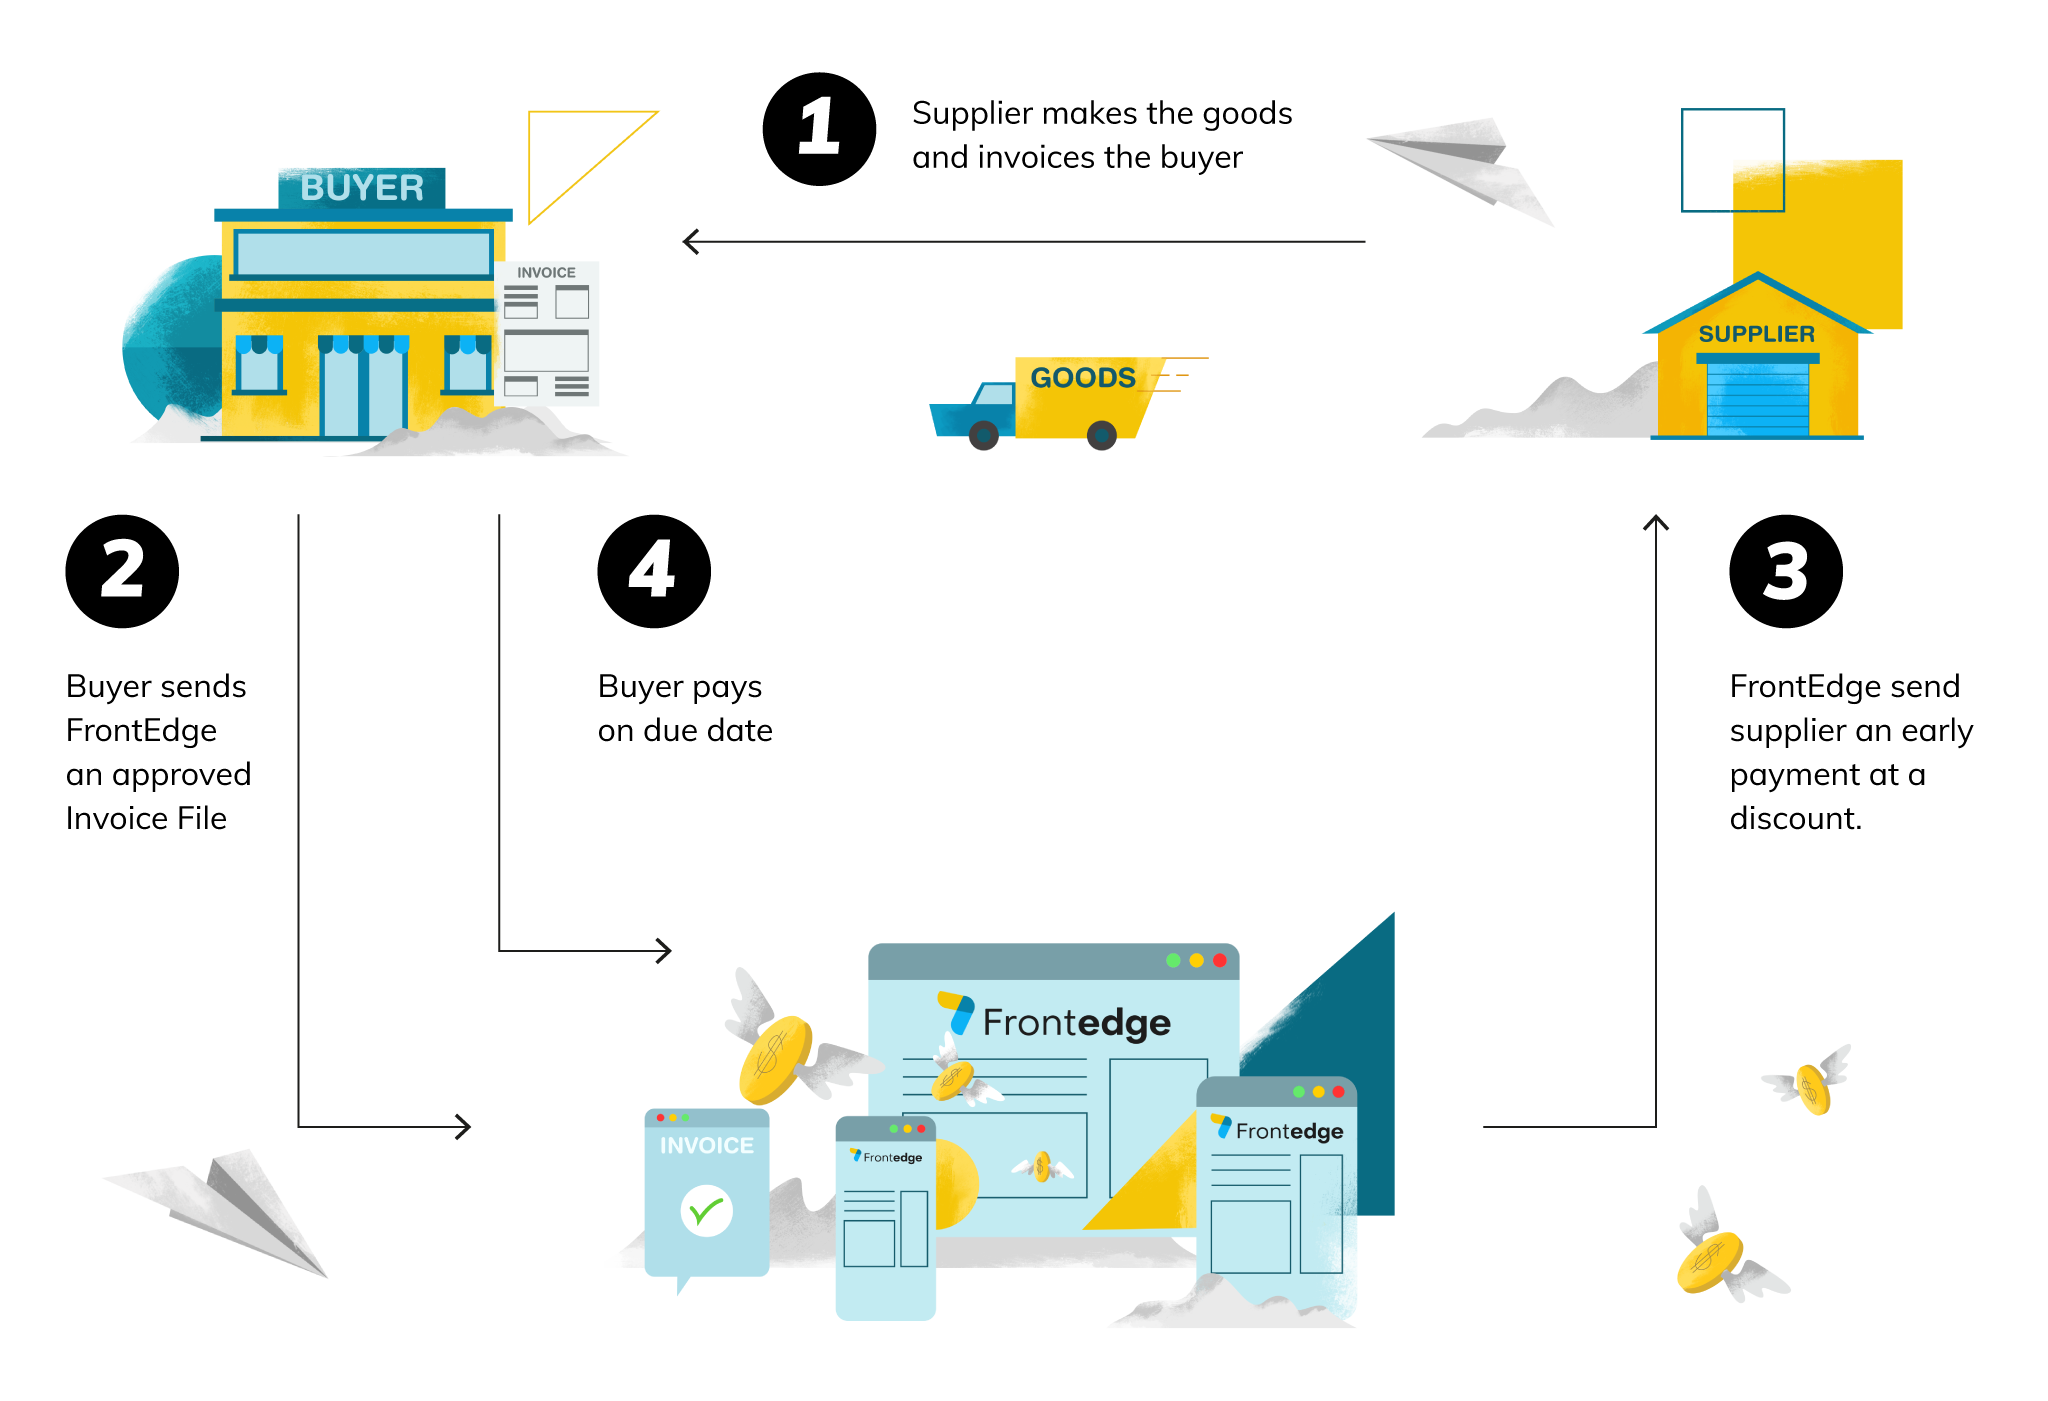 1
Supplier makes the goods
and invoices the buyer
BUYER
INVOICE
GOODS
SUPPLIER
2
Buyer sends
FrontEdge
an approved
Invoice File
4
Buyer pays
on due date
3
FrontEdge send
supplier an early
payment at a
discount.
Frontedge
$
$
$
INVOICE
Frontedge
Frontedge
$
$